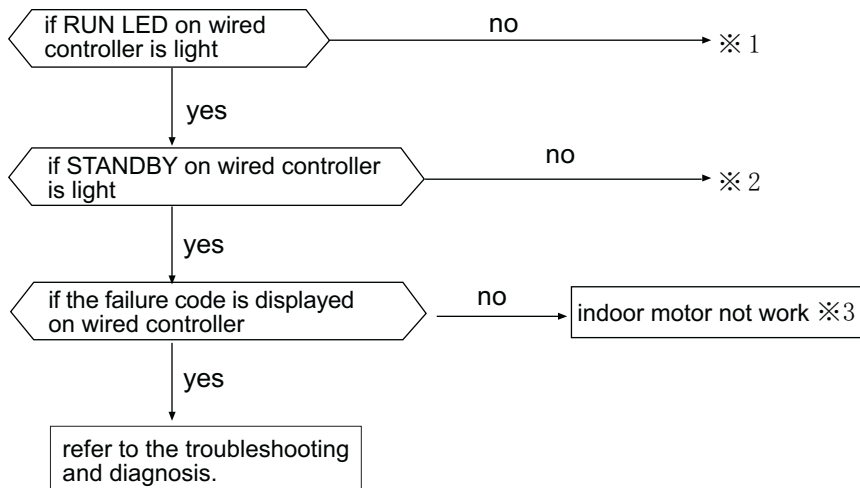 if RUN LED on wired
controller is light
no
※1
yes
if STANDBY on wired controller
is light
no
※2
yes
if the failure code is displayed
on wired controller
no
indoor motor not work ※3
yes
refer to the troubleshooting
and diagnosis.